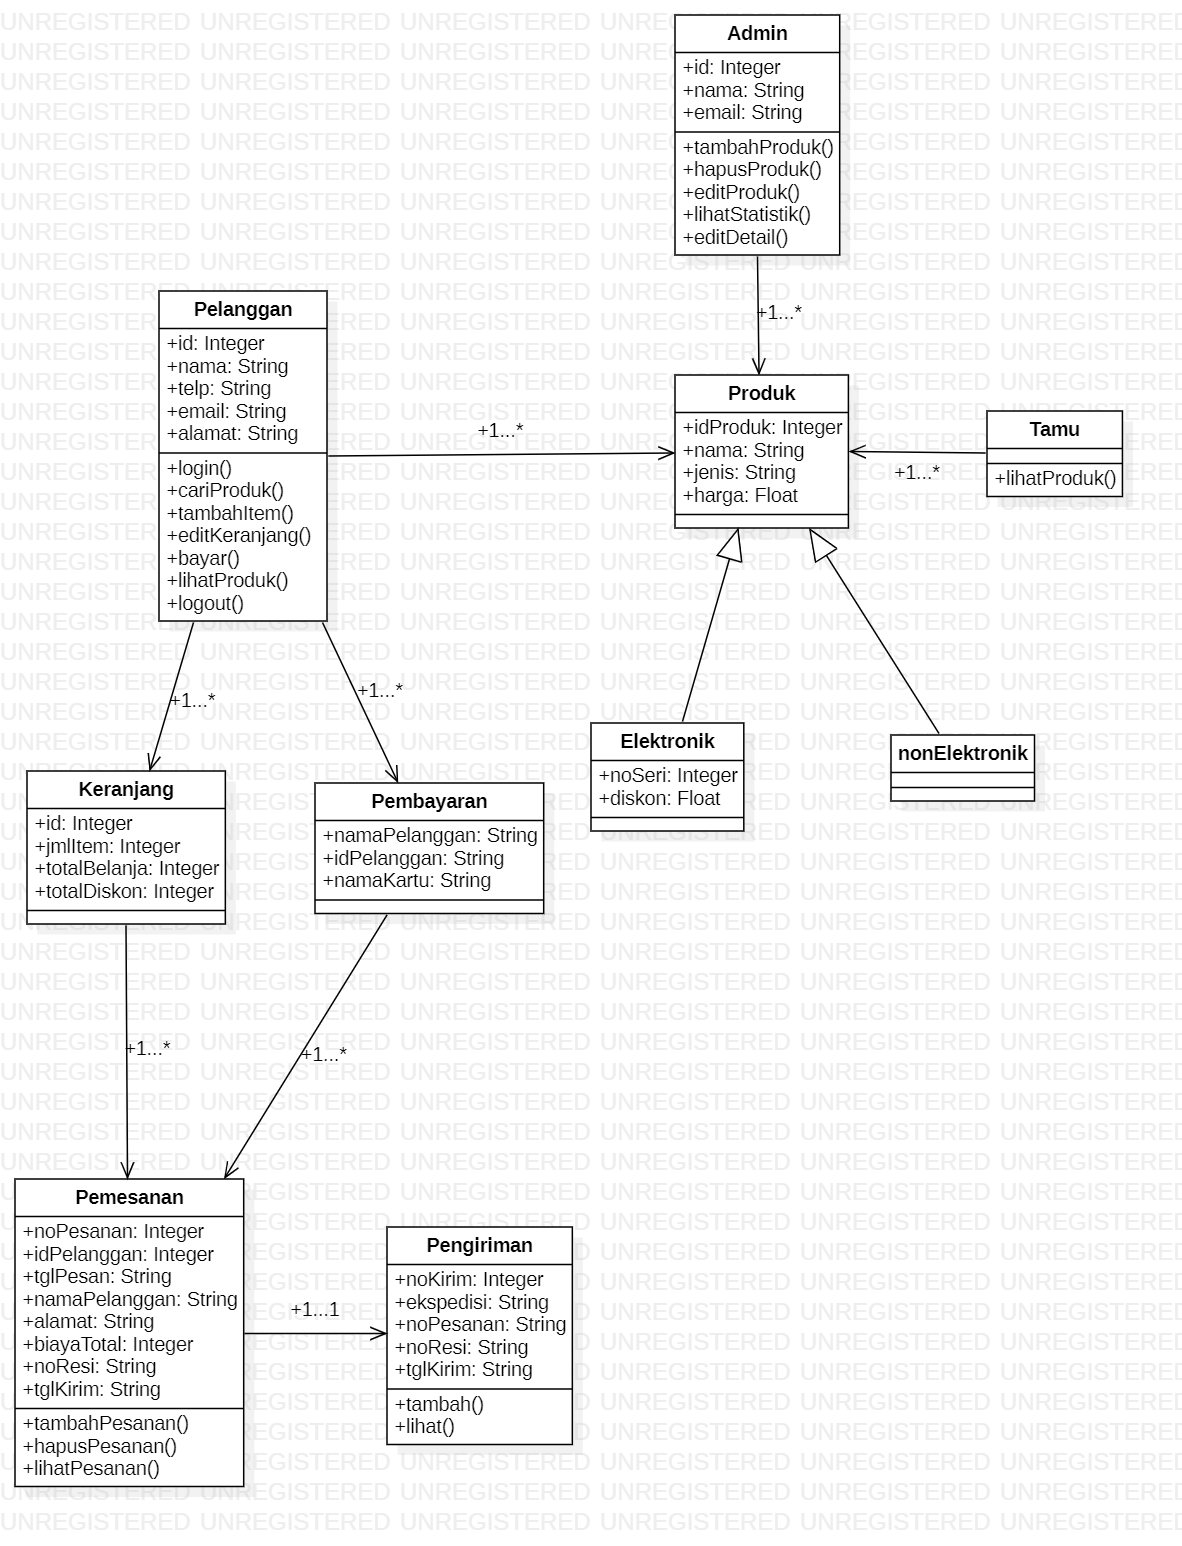 Admin
+id: Integer
+nama: String
+email: String
+tambahProduk()
+hapusProduk()
+editProduk()
+lihatStatistik()
+editDetail()
+1...*
Pelanggan
+id: Integer
+nama: String
+telp: String
+email: String
+alamat: String
+login()
+cariProduk()
+tambahItem()
+editKeranjang()
+bayar()
+lihatProduk()
+logout()
+1...*
Produk
+idProduk: Integer
+nama: String
+jenis: String
+harga: Float
+1...*
Tamu
+lihatProduk()
+1...*
+1...*
Elektronik
+noSeri: Integer
+diskon: Float
nonElektronik
Keranjang
+id: Integer
+jmlItem: Integer
+totalBelanja: Integer
+totalDiskon: Integer
Pembayaran
+namaPelanggan: String
+idPelanggan: String
+namaKartu: String
+1...*
+1...*
Pemesanan
+noPesanan: Integer
+idPelanggan: Integer
+tglPesan: String
+namaPelanggan: String
+alamat: String
+biayaTotal: Integer
+noResi: String
+tglKirim: String
+tambahPesanan()
+hapusPesanan()
+lihatPesanan()
+1...1
Pengiriman
+noKirim: Integer
+ekspedisi: String
+noPesanan: String
+noResi: String
+tglKirim: String
+tambah()
+lihat()
UNREGISTERED